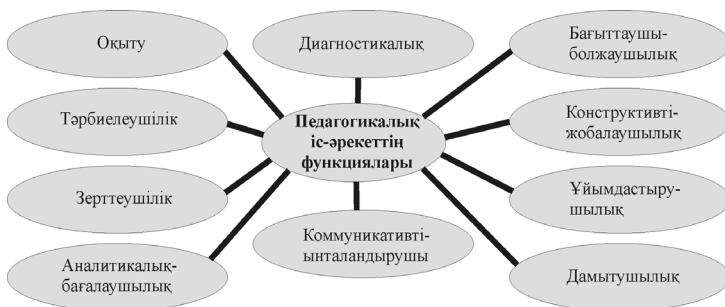 Оқыту
Диагностикалық
Бағыттаушы-
болжаушылық
Тәрбиелеушілік
Педагогикалық
іс-әрекеттің
функциялары
Конструктивті-
жобалаушылық
Зерттеушілік
Ұйымдастыру-
шылық
Аналитикалық-
бағалаушылық
Коммуникативті-
ынталандырушы
Дамытушылық